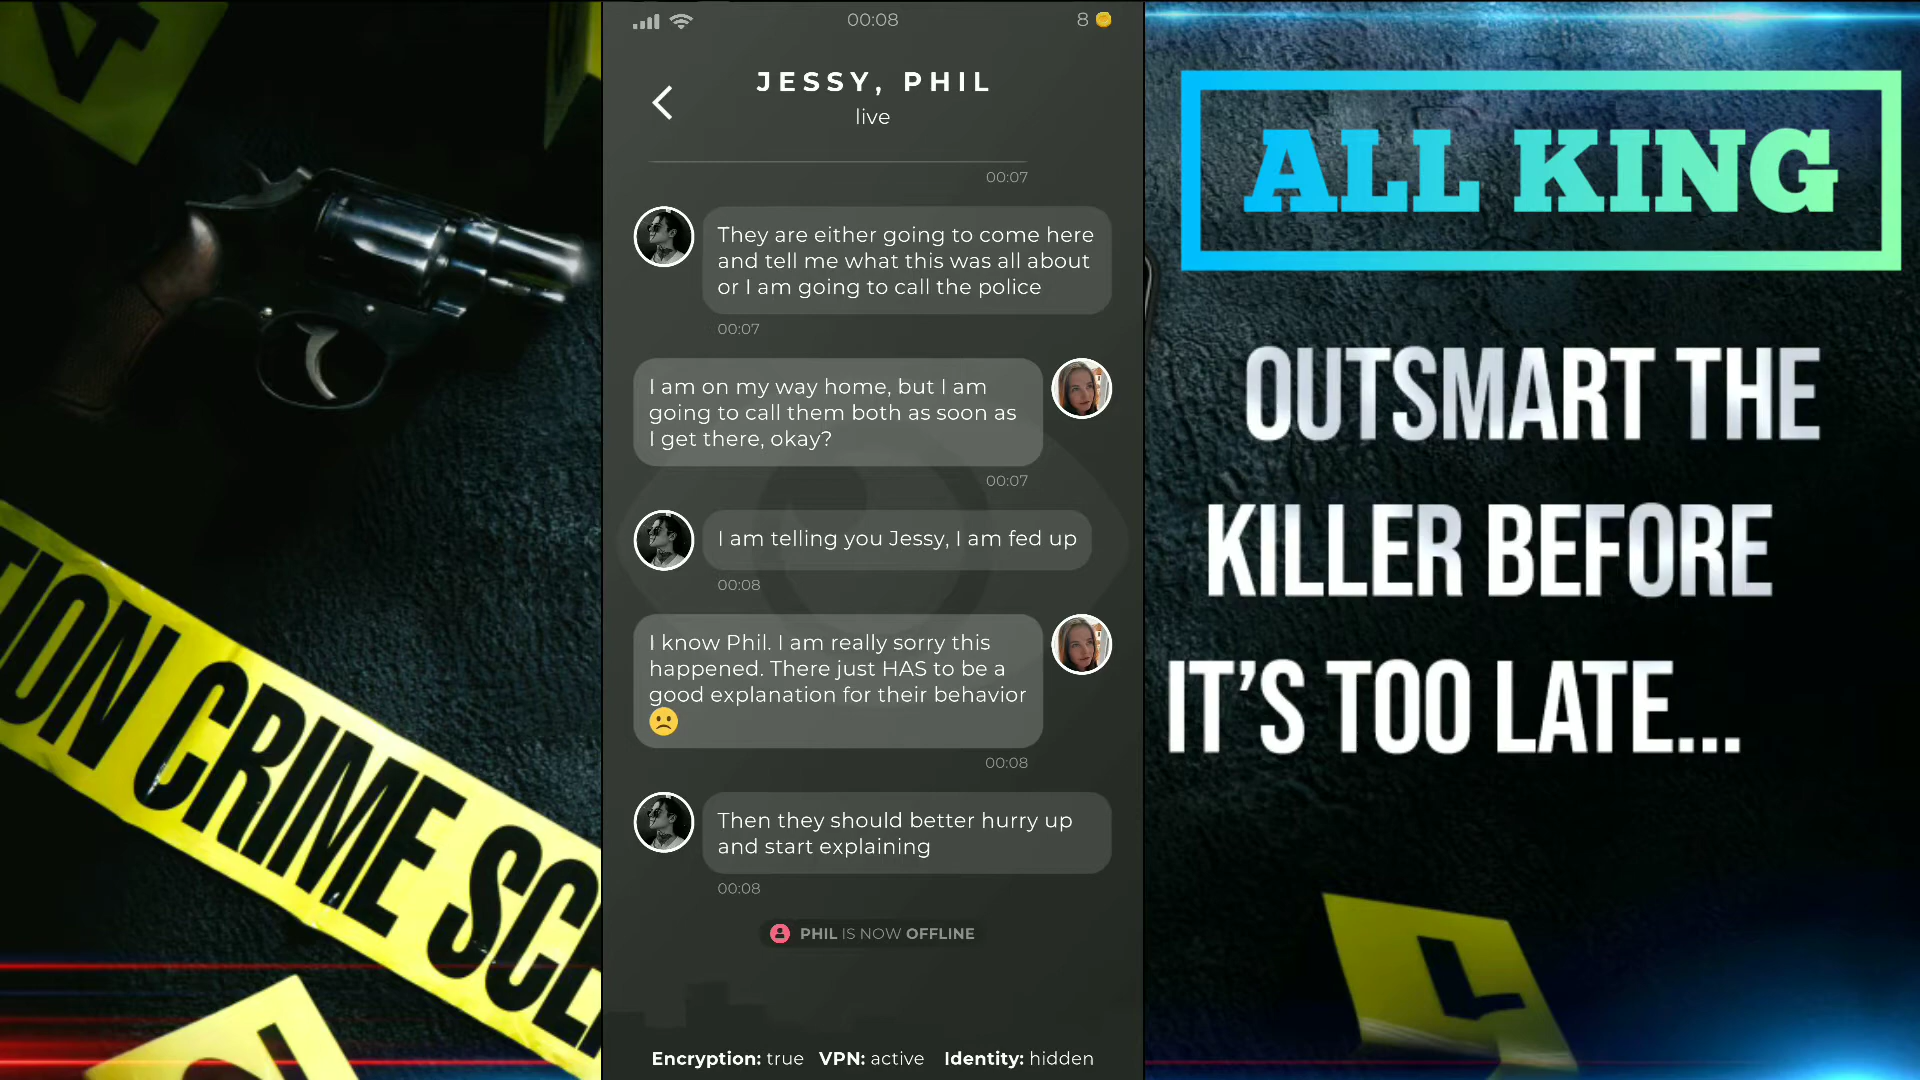 TION CRIME SCE
00:08
8
JESSY, PHIL
live
00:07
They are either going to come here
and tell me what this was all about
or I am going to call the police
00:07
I am on my way home, but I am
going to call them both as soon as
I get there, okay?
00:07
I am telling you Jessy, I am fed up
00:08
I know Phil. I am really sorry this
happened. There just HAS to be a
good explanation for their behavior
☹️
00:08
Then they should better hurry up
and start explaining
00:08
PHIL IS NOW OFFLINE
Encryption: true VPN: active Identity: hidden
ALL KING
OUTSMART THE
KILLER BEFORE
IT'S TOO LATE...